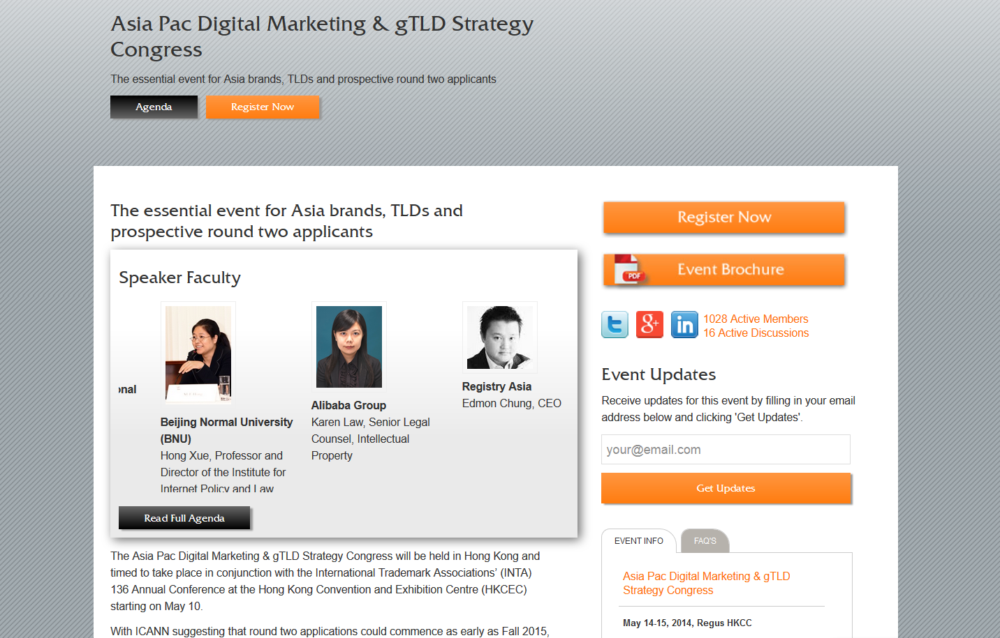 Asia Pac Digital Marketing & gTLD Strategy
Congress
The essential event for Asia brands, TLDs and prospective round two applicants
Agenda
Register Now
The essential event for Asia brands, TLDs and
prospective round two applicants
Speaker Faculty
onal
Beijing Normal University
(BNU)
Hong Xue, Professor and
Director of the Institute for
Internet Policy and Law
Alibaba Group
Karen Law, Senior Legal
Counsel, Intellectual
Property
Registry Asia
Edmon Chung, CEO
Read Full Agenda
The Asia Pac Digital Marketing & gTLD Strategy Congress will be held in Hong Kong and
timed to take place in conjunction with the International Trademark Associations’ (INTA)
136 Annual Conference at the Hong Kong Convention and Exhibition Centre (HKCEC)
starting on May 10.
With ICANN suggesting that round two applications could commence as early as Fall 2015,
Register Now
PDF
Event Brochure
1028 Active Members
16 Active Discussions
Event Updates
Receive updates for this event by filling in your email
address below and clicking 'Get Updates'.
your@email.com
Get Updates
EVENT INFO
FAQ'S
Asia Pac Digital Marketing & gTLD
Strategy Congress
May 14-15, 2014, Regus HKCC